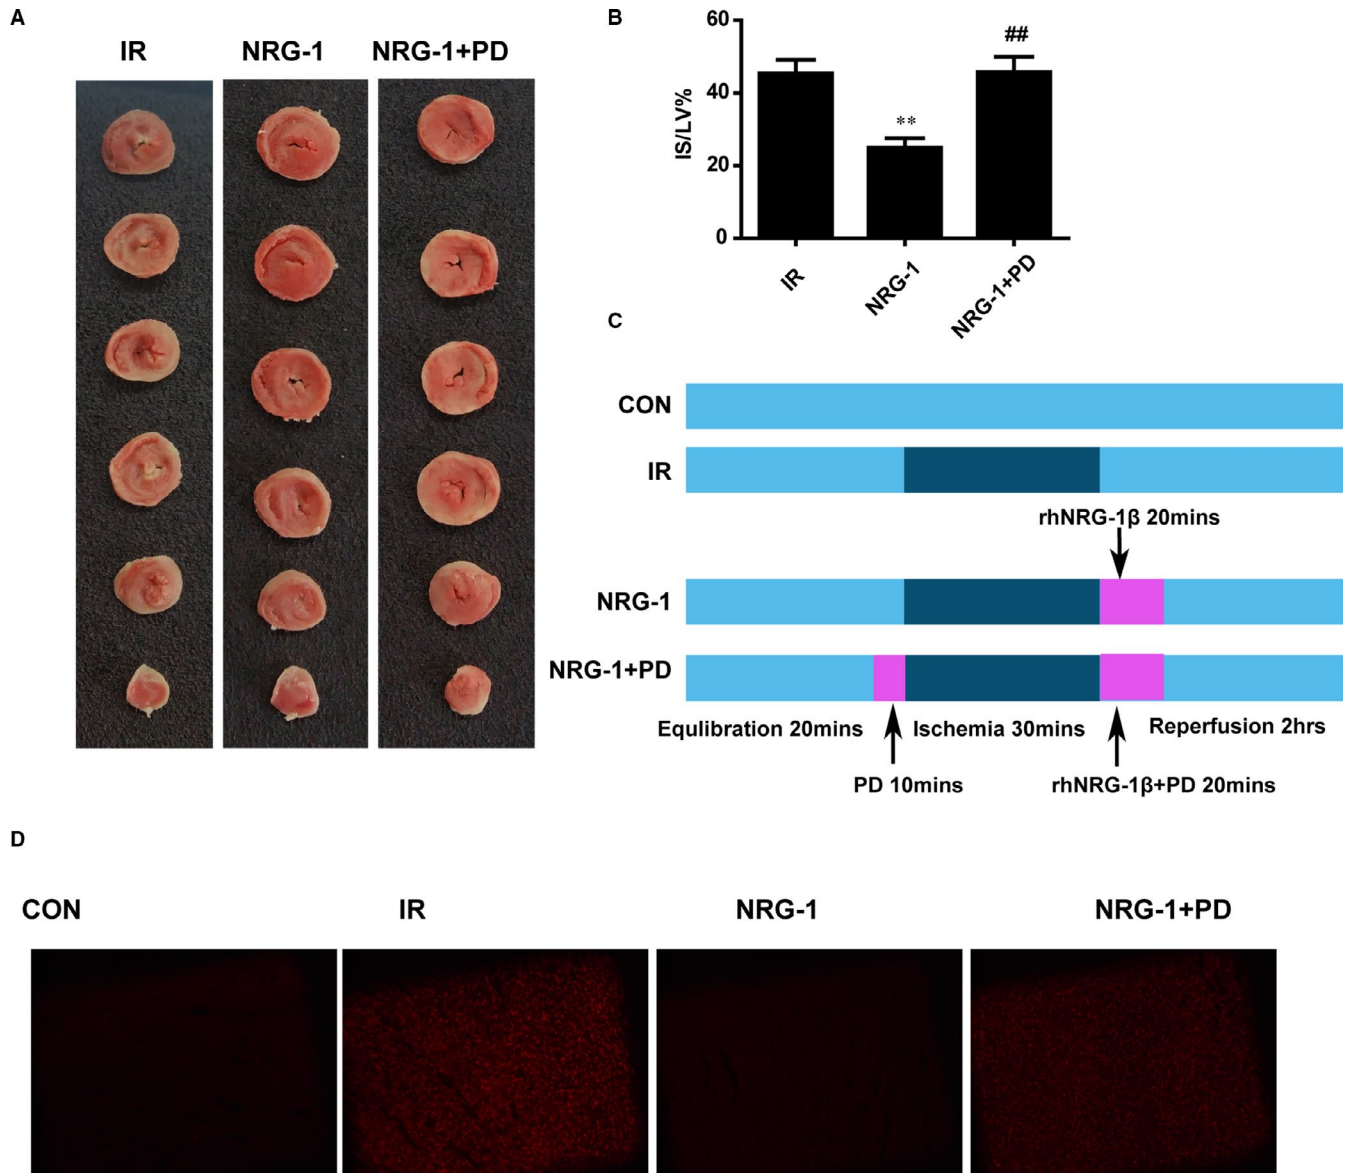 A
IR
NRG-1
NRG-1+PD
B
60
40
20
0
IS/LV%
**
##
IR
NRG-1
NRG-1+PD
C
CON
IR
rhNRG-1β 20mins
NRG-1
NRG-1+PD
Equlibration 20mins
Ischemia 30mins
Reperfusion 2hrs
PD 10mins
rhNRG-1β+PD 20mins
D
CON
IR
NRG-1
NRG-1+PD